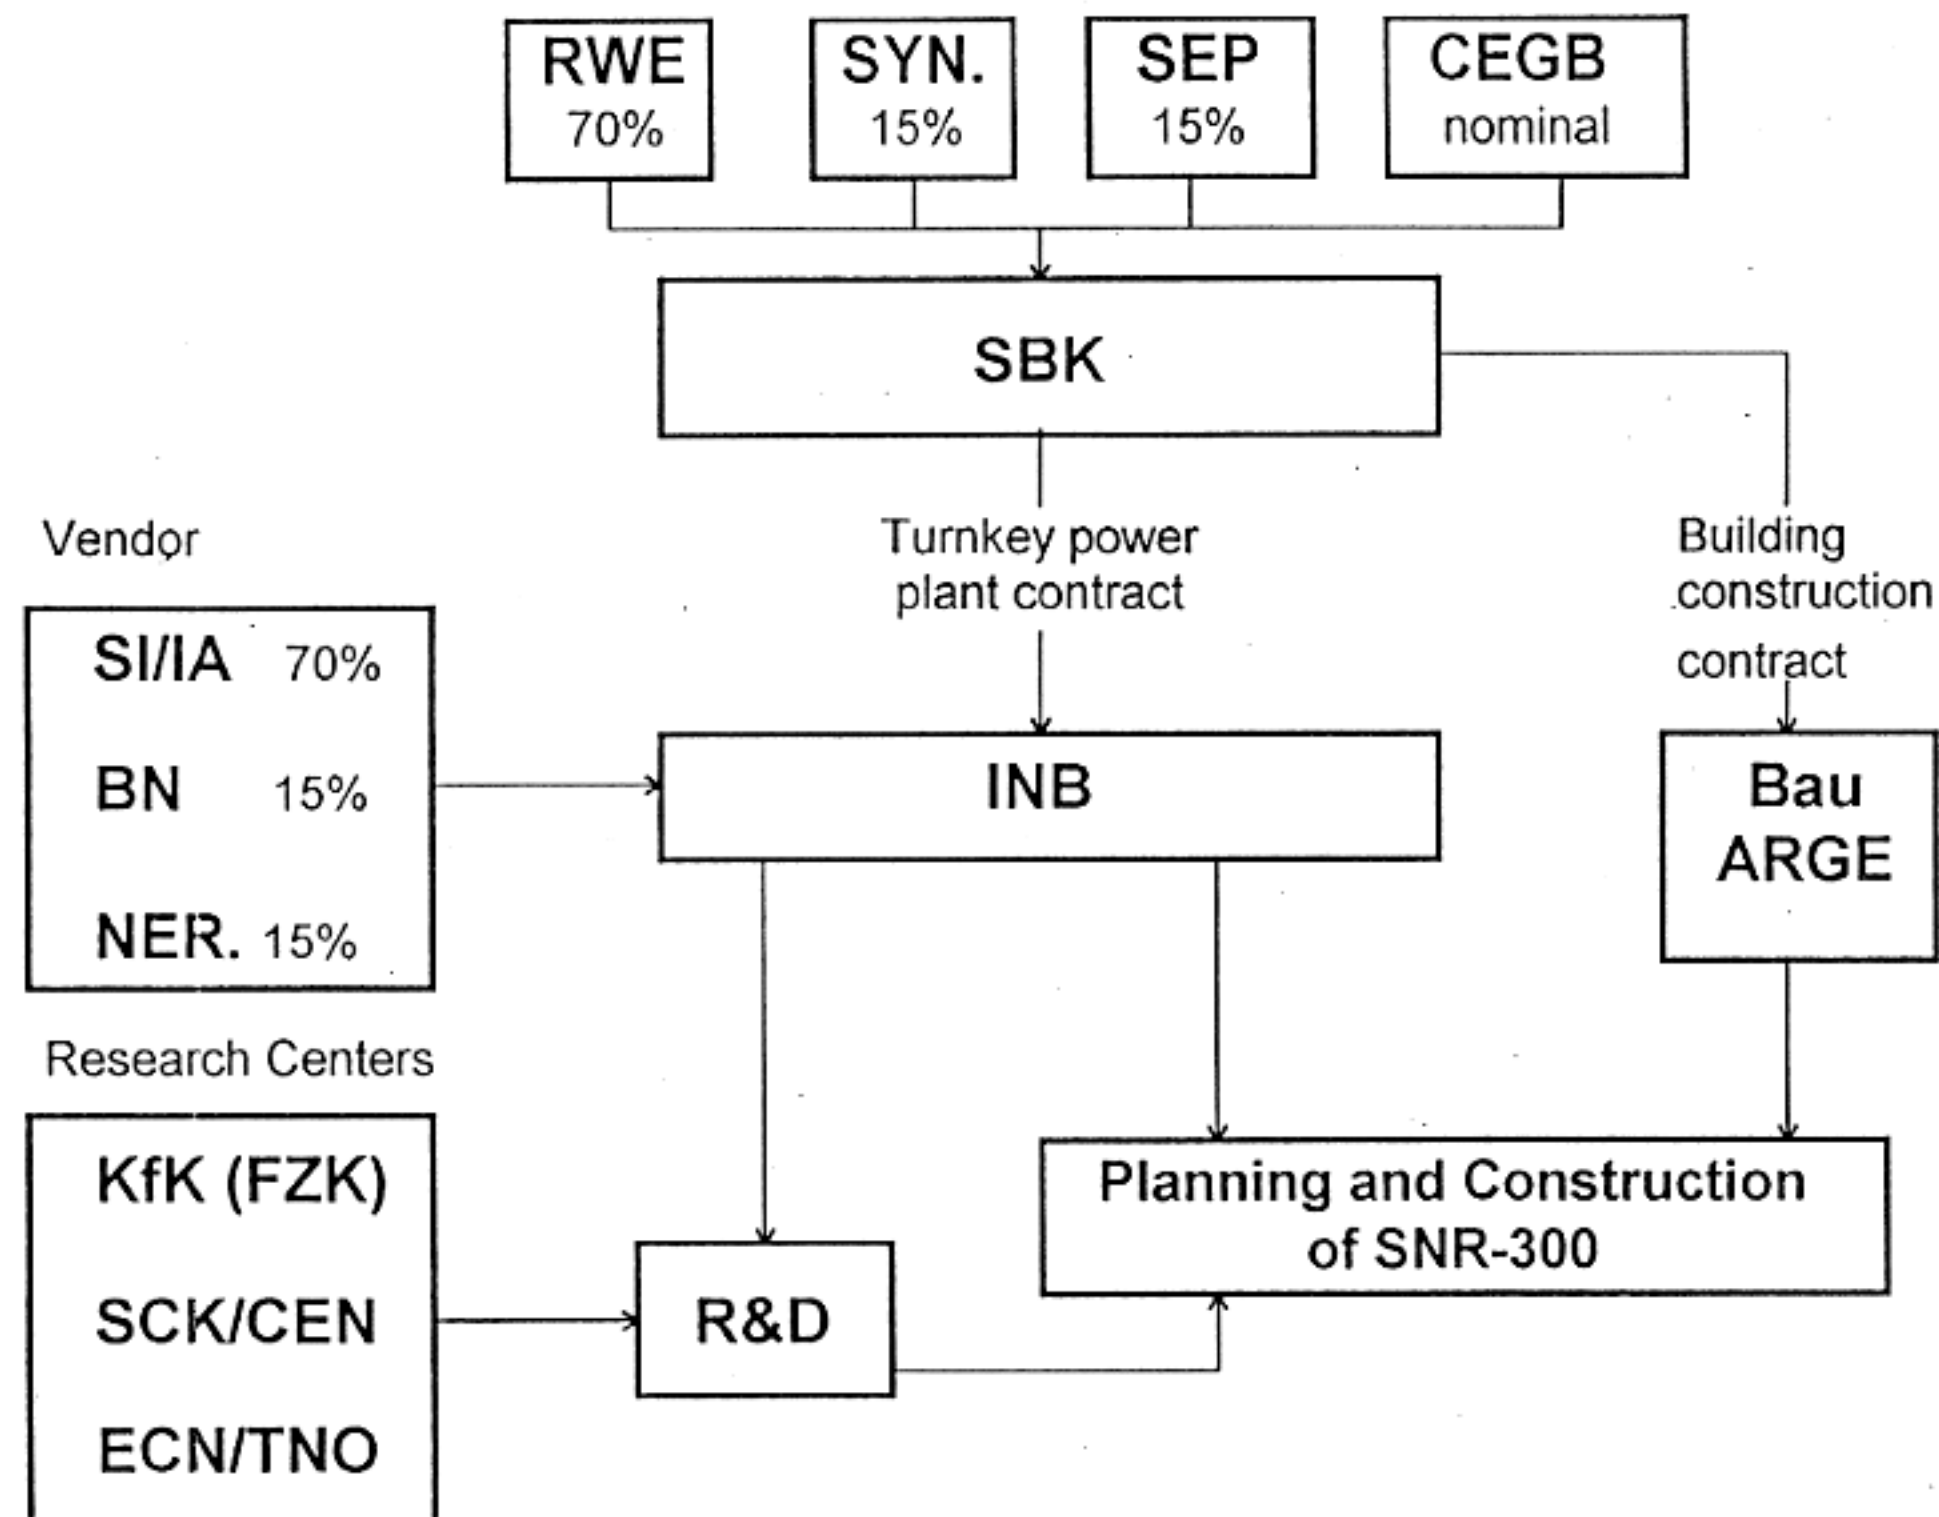 RWE
70%
SYN.
15%
SEP
15%
CEGB
nominal
SBK
Turnkey power
plant contract
Building
construction
contract
Vendor
SI/IA 70%
BN 15%
NER. 15%
INB
Bau
ARGE
Research Centers
KfK (FZK)
SCK/CEN
ECN/TNO
R&D
Planning and Construction
of SNR-300